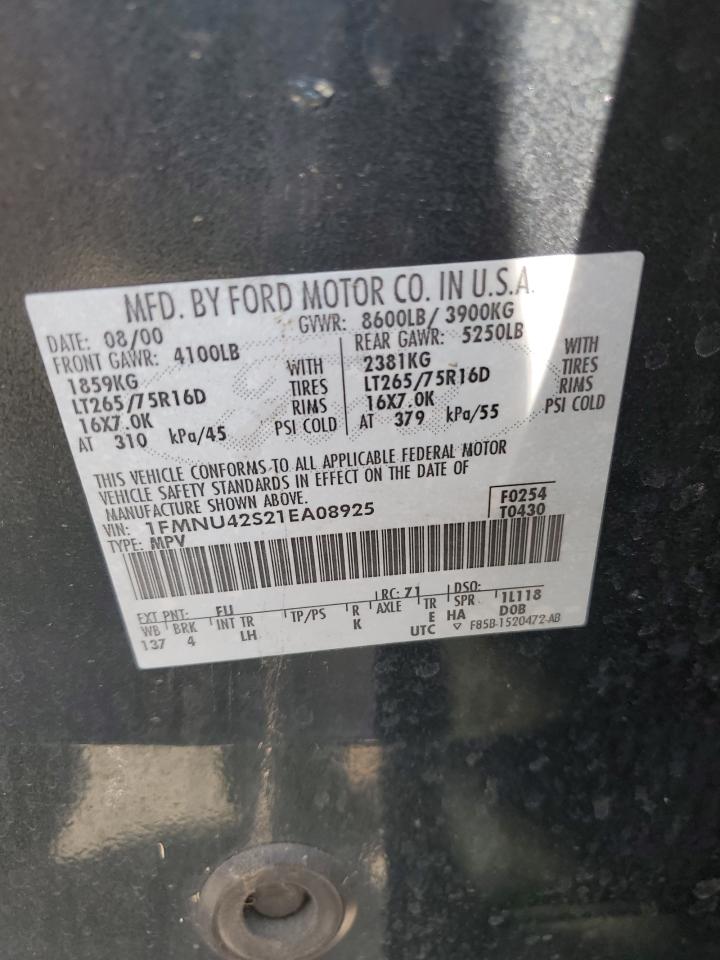 MFD. BY FORD MOTOR CO. IN U.S.A.
DATE: 08/00 GVWR: 8600LB/ 3900KG
FRONT GAWR: 4100LB REAR GAWR: 5250LB
1859KG WITH 2381KG WITH
LT265/75R16D TIRES LT265/75R16D TIRES
16X7.0K RIMS 16X7.0K RIMS
AT 310 kPa/45 PSI COLD AT 379 kPa/55 PSI COLD
THIS VEHICLE CONFORMS TO ALL APPLICABLE FEDERAL MOTOR
VEHICLE SAFETY STANDARDS IN EFFECT ON THE DATE OF
MANUFACTURE SHOWN ABOVE.
VIN: 1FMNU42S21EA08925 F0254
TYPE: MPV T0430
EXT PNT: FU RC: 71 DSO:
WB BRK INT TR TP/PS R AXLE TR SPR 1L118
137 4 LH K E HA D0B
UTC ▽ F85B-1520472-AB